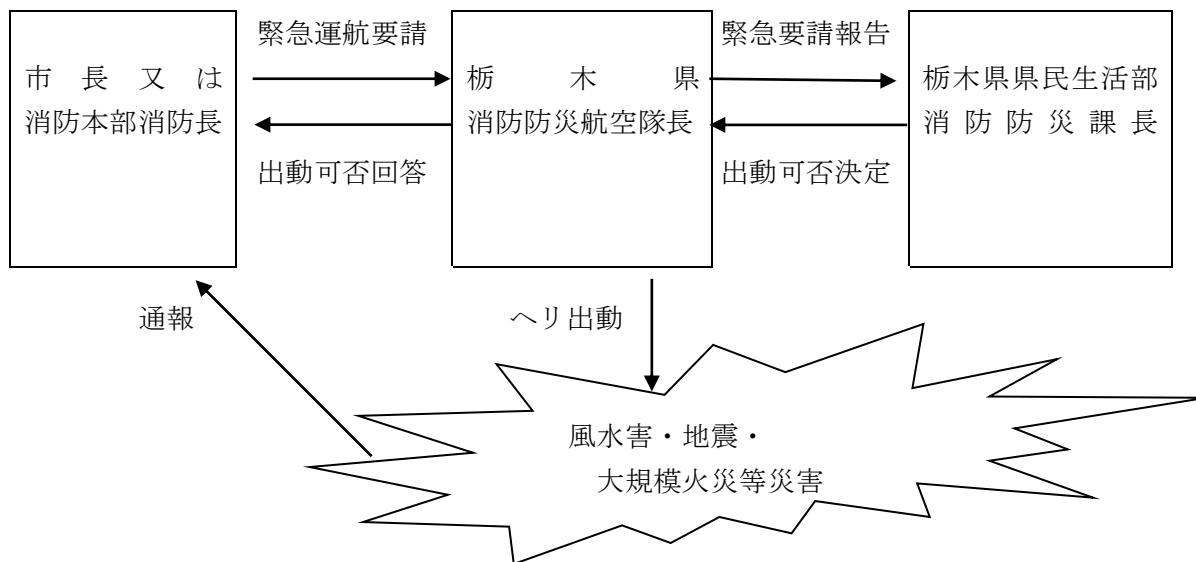 緊急運航要請
緊急要請報告
市長又は
消防本部消防長
栃木県
消防防災航空隊長
栃木県県民生活部
消防防災課長
出動可否回答
出動可否決定
通報
ヘリ出動
風水害・地震・
大規模火災等災害